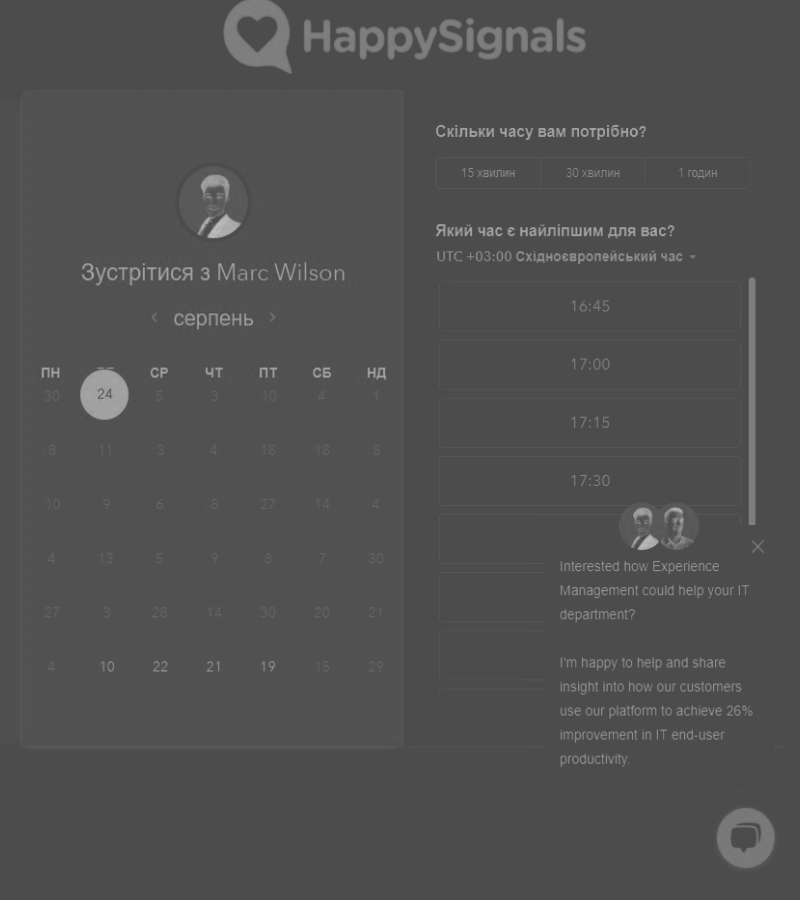 HappySignals
Скільки часу вам потрібно?
15 хвилин 30 хвилин 1 годин
Який час є найліпшим для вас?
UTC +03:00 Східноєвропейський час
16:45
17:00
17:15
17:30
Зустрітися з Marc Wilson
серпень
ПН СР ЧТ ПТ СБ НД
30 24 5 3 10 4 1
8 11 3 4 18 18 8
10 9 6 8 27 14 4
4 13 5 9 8 7 30
27 3 28 14 30 20 21
4 10 22 21 19 15 29
Interested how Experience
Management could help your IT
department?
I'm happy to help and share
insight into how our customers
use our platform to achieve 26%
improvement in IT end-user
productivity.